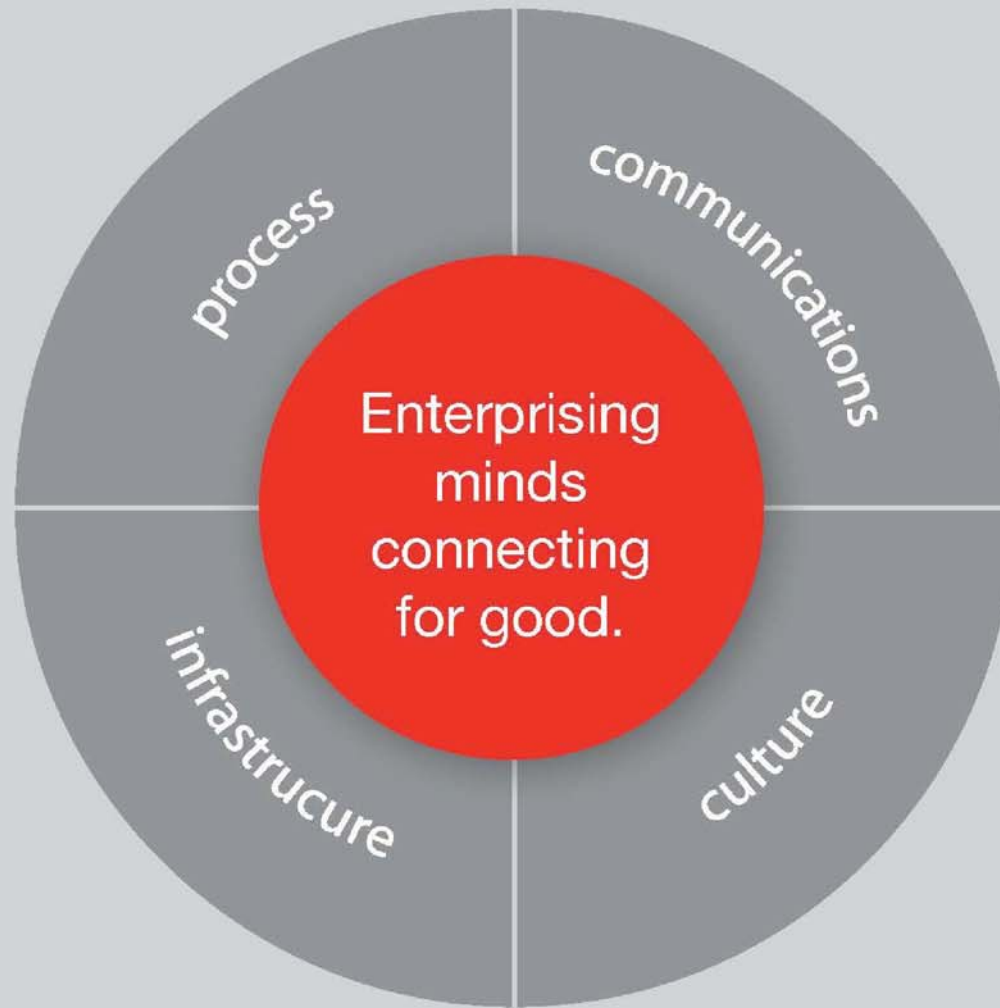 process
communications
Enterprising
minds
connecting
for good.
infrastrucure
culture